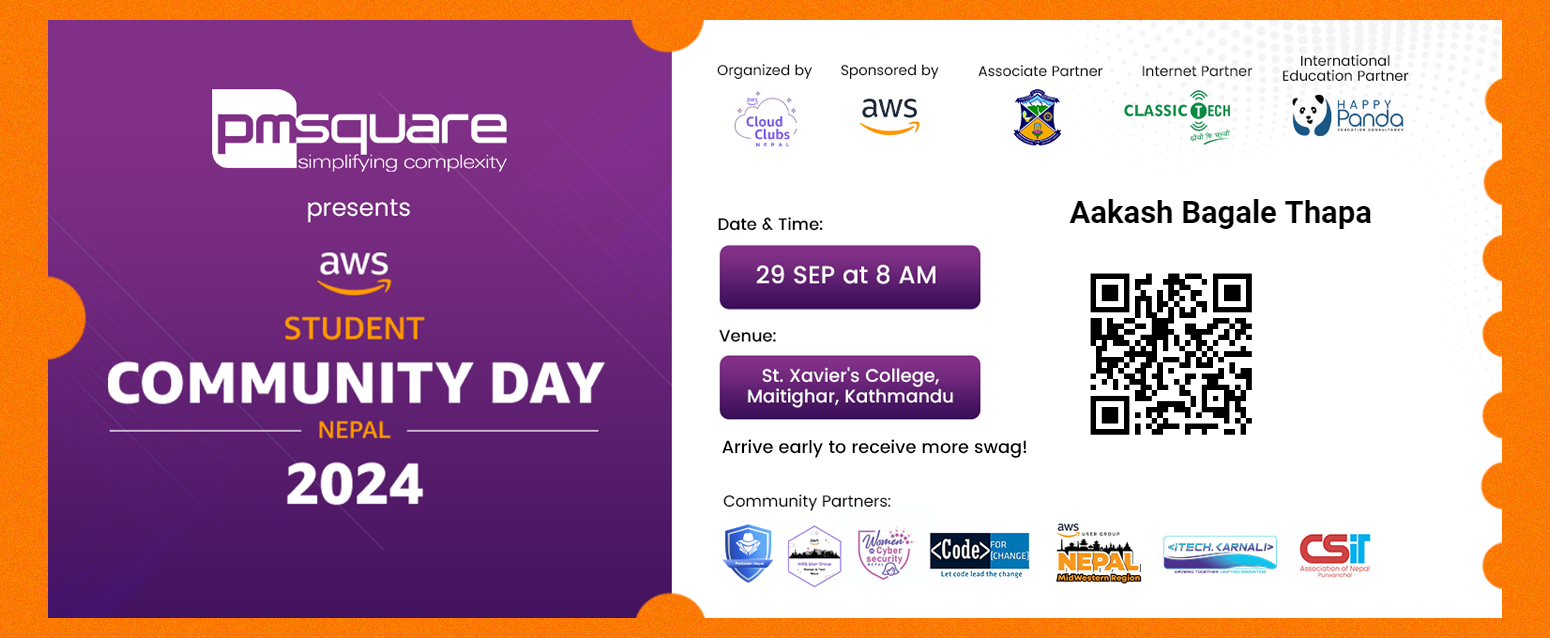 pmsquare
simplifying complexity
presents
aws
STUDENT
COMMUNITY DAY
NEPAL
2024
Organized by
aws
Cloud
Clubs
NEPAL
Sponsored by
aws
Associate Partner
Internet Partner
CLASSIC TECH
International
Education Partner
HAPPY
Panda
EDUCATION CONSULTANCY
Aakash Bagale Thapa
Date & Time:
29 SEP at 8 AM
Venue:
St. Xavier's College,
Maitighar, Kathmandu
Arrive early to receive more swag!
Community Partners:
aws
AWS User Group
Women
in Cyber
security
NEPAL
<Code> FOR
{CHANGE}
Let code lead the change
aws USER GROUP
NEPAL
MidWestern Region
<ITECH.KARNALI>
CSIT
Association of Nepal
Purwanchal